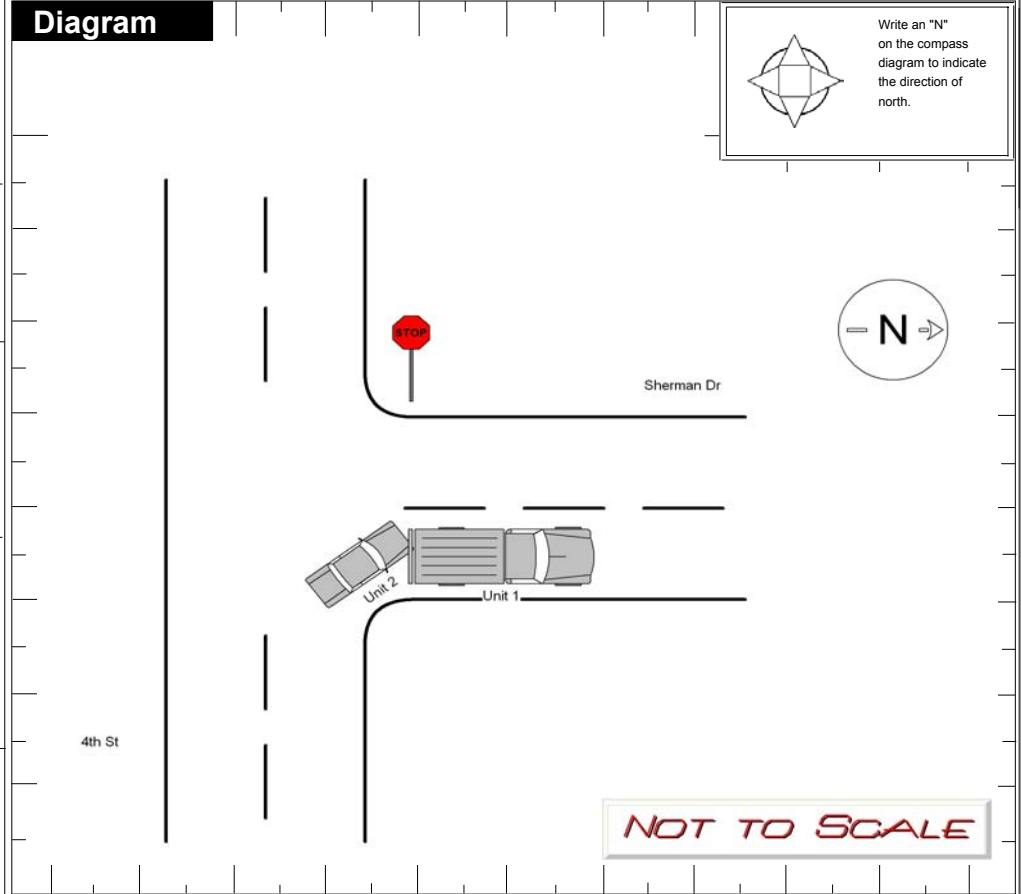 Diagram
Write an "N"
on the compass
diagram to indicate
the direction of
north.
STOP
N
Sherman Dr
Unit 2
Unit 1
4th St
NOT TO SCALE